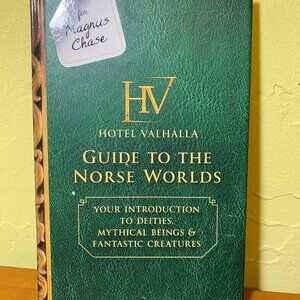 for
Magnus
Chase
HV
HOTEL VALHALLA
GUIDE TO THE
NORSE WORLDS
YOUR INTRODUCTION
TO DEITIES,
MYTHICAL BEINGS &
FANTASTIC CREATURES